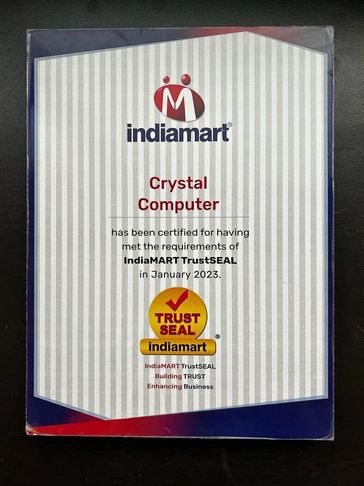 indiamart®
Crystal
Computer
has been certified for having
met the requirements of
IndiaMART TrustSEAL
in January 2023.
TRUST
SEAL
®
indiamart
IndiaMART TrustSEAL
Building TRUST
Enhancing Business